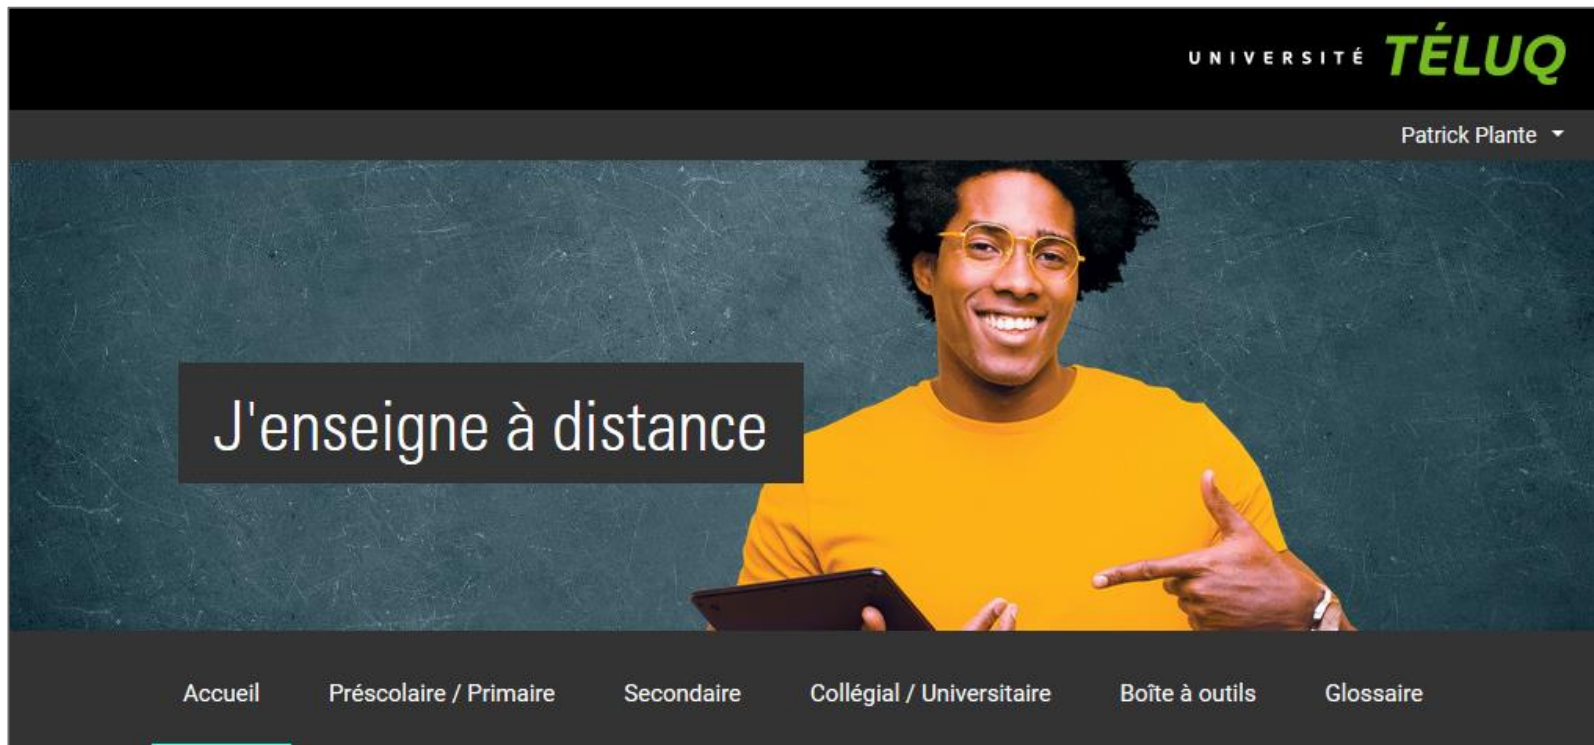 UNIVERSITÉ TÉLUQ
Patrick Plante
J'enseigne à distance
Accueil Préscolaire / Primaire Secondaire Collégial / Universitaire Boîte à outils Glossaire